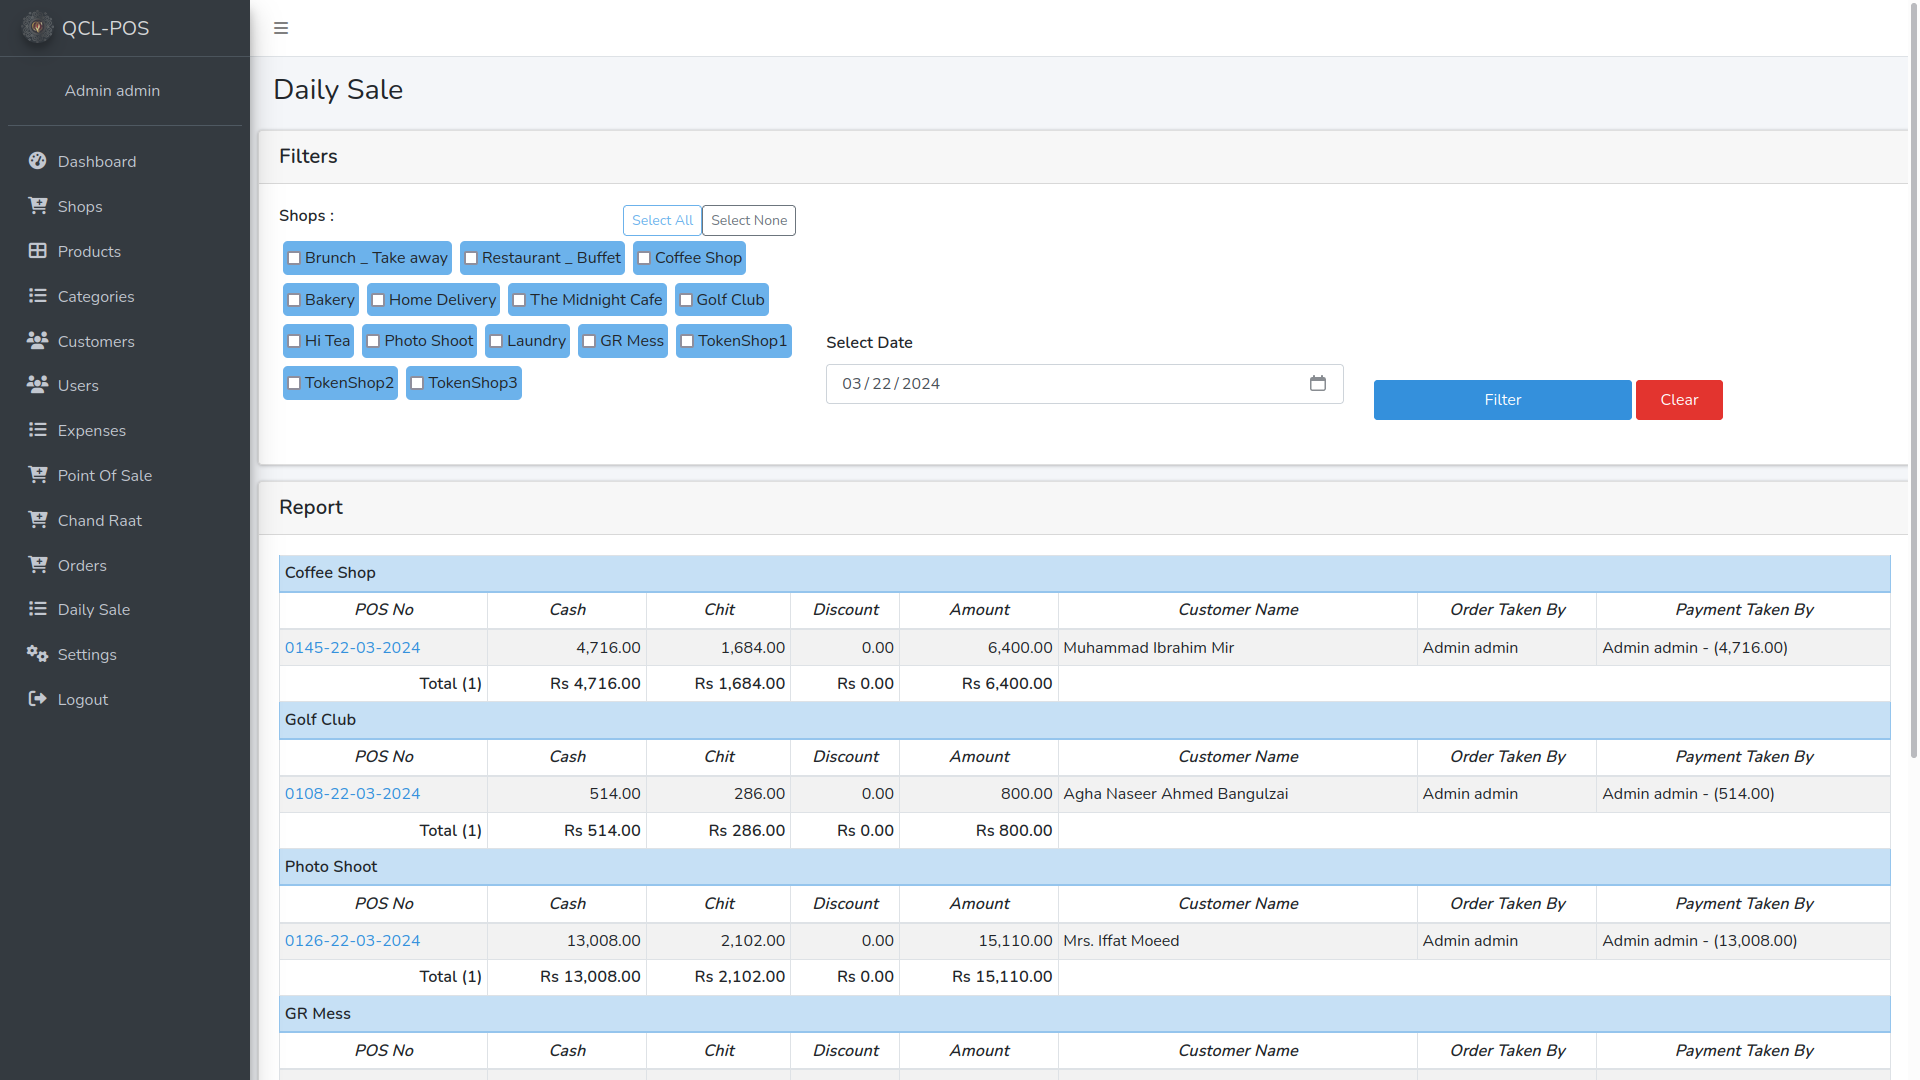 QCL-POS
Admin admin
Dashboard
Shops
Products
Categories
Customers
Users
Expenses
Point Of Sale
Chand Raat
Orders
Daily Sale
Settings
Logout
Daily Sale
Filters
Shops :
Select All Select None
Brunch _ Take away Restaurant _ Buffet Coffee Shop
Bakery Home Delivery The Midnight Cafe Golf Club
Hi Tea Photo Shoot Laundry GR Mess TokenShop1
TokenShop2 TokenShop3
Select Date
03/22/2024
Filter Clear
Report
Coffee Shop
POS No Cash Chit Discount Amount Customer Name Order Taken By Payment Taken By
0145-22-03-2024 4,716.00 1,684.00 0.00 6,400.00 Muhammad Ibrahim Mir Admin admin Admin admin - (4,716.00)
Total (1) Rs 4,716.00 Rs 1,684.00 Rs 0.00 Rs 6,400.00
Golf Club
POS No Cash Chit Discount Amount Customer Name Order Taken By Payment Taken By
0108-22-03-2024 514.00 286.00 0.00 800.00 Agha Naseer Ahmed Bangulzai Admin admin Admin admin - (514.00)
Total (1) Rs 514.00 Rs 286.00 Rs 0.00 Rs 800.00
Photo Shoot
POS No Cash Chit Discount Amount Customer Name Order Taken By Payment Taken By
0126-22-03-2024 13,008.00 2,102.00 0.00 15,110.00 Mrs. Iffat Moeed Admin admin Admin admin - (13,008.00)
Total (1) Rs 13,008.00 Rs 2,102.00 Rs 0.00 Rs 15,110.00
GR Mess
POS No Cash Chit Discount Amount Customer Name Order Taken By Payment Taken By